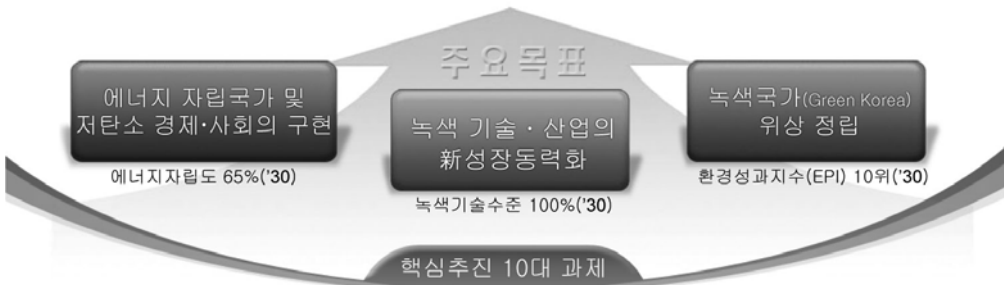 주요목표
에너지 자립국가 및
저탄소 경제·사회의 구현
에너지자립도 65%('30)
녹색 기술·산업의
新성장동력화
녹색기술수준 100%('30)
녹색국가(Green Korea)
위상 정립
환경성과지수(EPI) 10위('30)
핵심추진 10대 과제